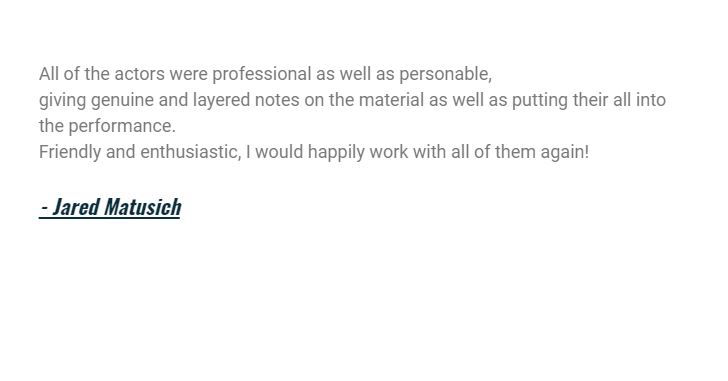 All of the actors were professional as well as personable,
giving genuine and layered notes on the material as well as putting their all into
the performance.
Friendly and enthusiastic, I would happily work with all of them again!
- Jared Matusich